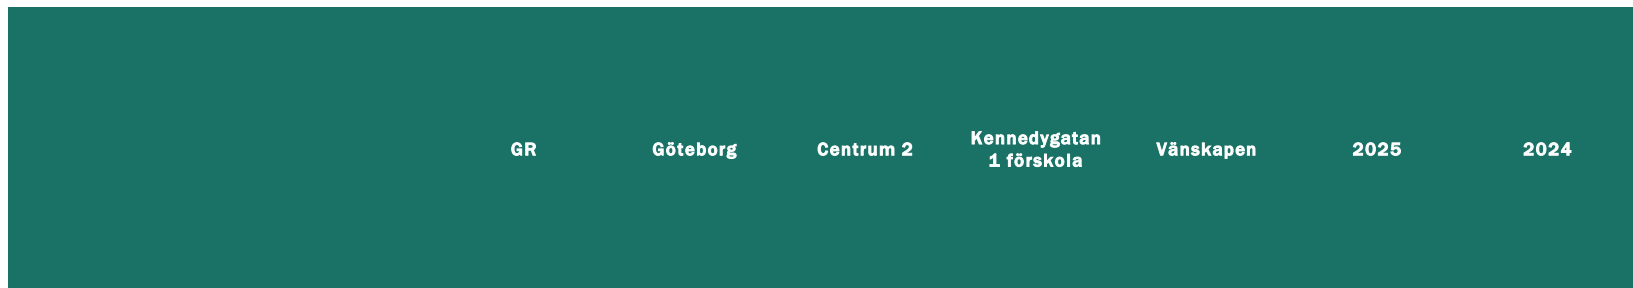 GR
Göteborg
Centrum 2
Kennedygatan
1 förskola
Vänskapen
2025
2024